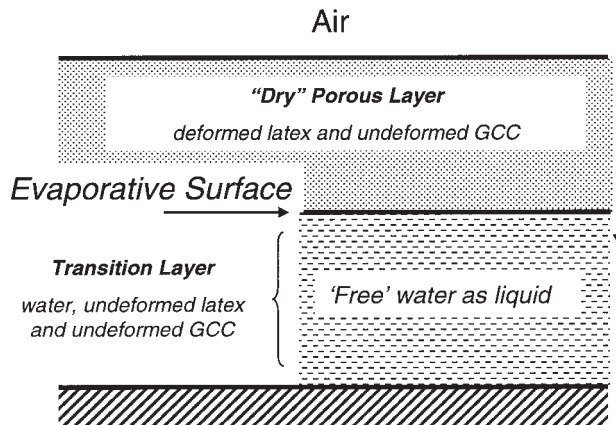 Air
“Dry” Porous Layer
deformed latex and undeformed GCC
Evaporative Surface
Transition Layer
water, undeformed latex
and undeformed GCC
‘Free’ water as liquid